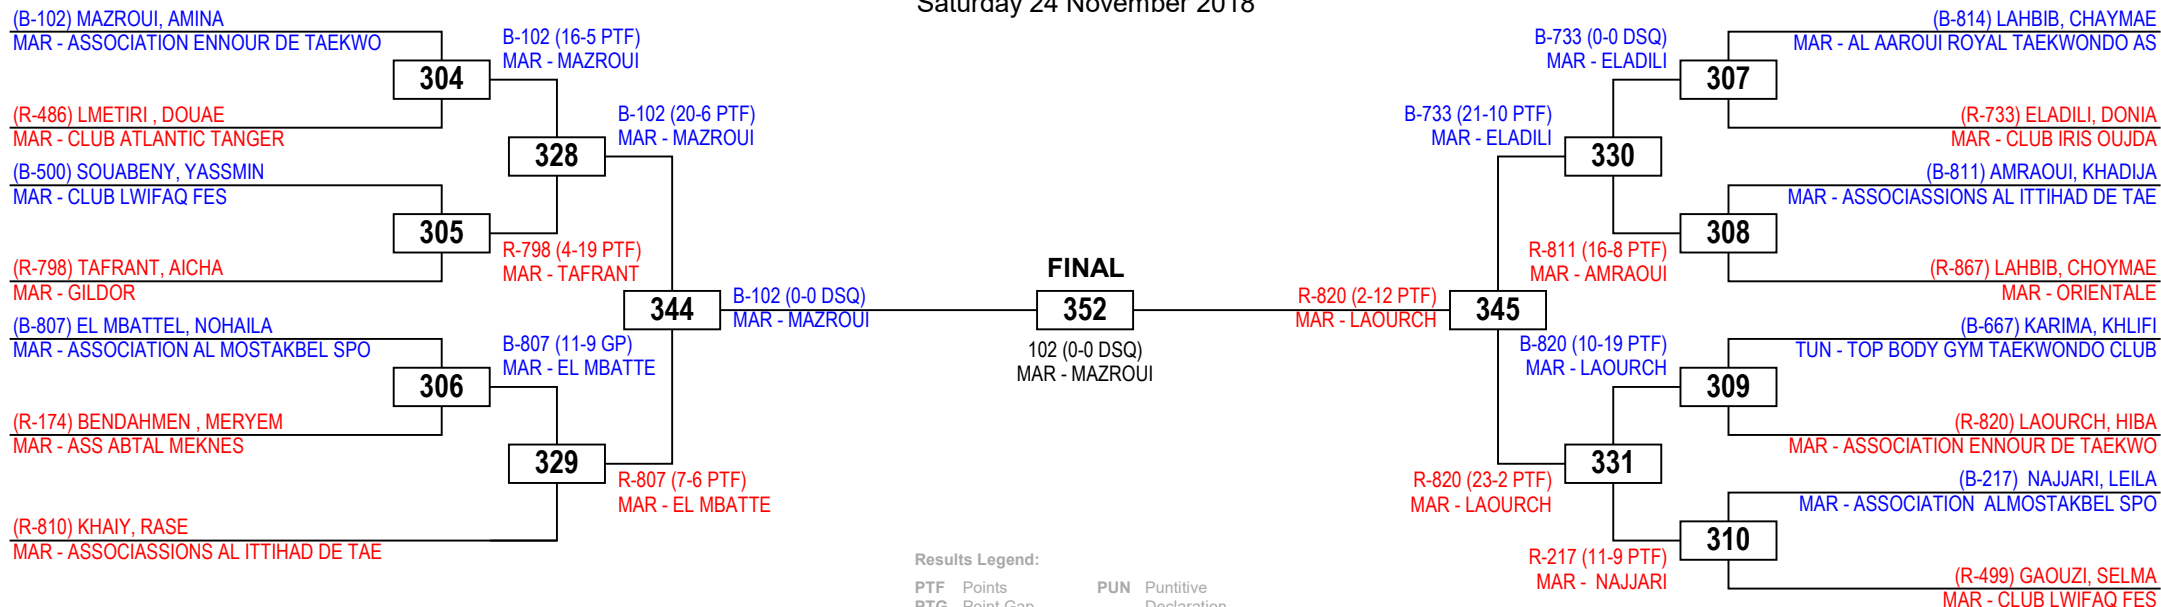 Saturday 24 November 2018
(B-102) MAZROUI, AMINA
MAR - ASSOCIATION ENNOUR DE TAEKWO
304
(R-486) LMETIRI , DOUAE
MAR - CLUB ATLANTIC TANGER
(B-500) SOUABENY, YASSMIN
MAR - CLUB LWIFAQ FES
305
(R-798) TAFRANT, AICHA
MAR - GILDOR
(B-807) EL MBATTEL, NOHAILA
MAR - ASSOCIATION AL MOSTAKBEL SPO
306
(R-174) BENDAHMEN , MERYEM
MAR - ASS ABTAL MEKNES
(R-810) KHAIY, RASE
MAR - ASSOCIASSIONS AL ITTIHAD DE TAE
B-102 (16-5 PTF)
MAR - MAZROUI
328
R-798 (4-19 PTF)
MAR - TAFRANT
B-807 (11-9 GP)
MAR - EL MBATTE
329
B-102 (20-6 PTF)
MAR - MAZROUI
344
R-807 (7-6 PTF)
MAR - EL MBATTE
B-102 (0-0 DSQ)
MAR - MAZROUI
FINAL
352
102 (0-0 DSQ)
MAR - MAZROUI
R-820 (2-12 PTF)
MAR - LAOURCH
B-733 (21-10 PTF)
MAR - ELADILI
345
R-820 (23-2 PTF)
MAR - LAOURCH
B-733 (0-0 DSQ)
MAR - ELADILI
330
R-811 (16-8 PTF)
MAR - AMRAOUI
B-820 (10-19 PTF)
MAR - LAOURCH
331
R-217 (11-9 PTF)
MAR -  NAJJARI
(B-814) LAHBIB, CHAYMAE
MAR - AL AAROUI ROYAL TAEKWONDO AS
307
(R-733) ELADILI, DONIA
MAR - CLUB IRIS OUJDA
(B-811) AMRAOUI, KHADIJA
MAR - ASSOCIASSIONS AL ITTIHAD DE TAE
308
(R-867) LAHBIB, CHOYMAE
MAR - ORIENTALE
(B-667) KARIMA, KHLIFI
TUN - TOP BODY GYM TAEKWONDO CLUB
309
(R-820) LAOURCH, HIBA
MAR - ASSOCIATION ENNOUR DE TAEKWO
(B-217)  NAJJARI, LEILA
MAR - ASSOCIATION  ALMOSTAKBEL SPO
310
(R-499) GAOUZI, SELMA
MAR - CLUB LWIFAQ FES
Results Legend:
PTF Points PUN Puntitive
PTG Point Gap Declaration